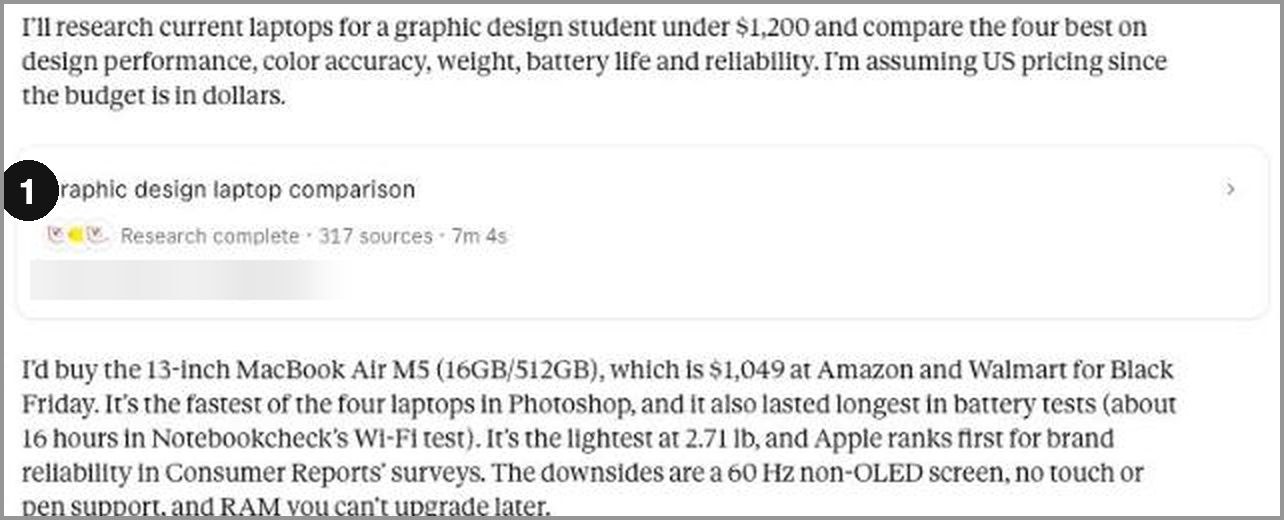 I'll research current laptops for a graphic design student under $1,200 and compare the four best on
design performance, color accuracy, weight, battery life and reliability. I'm assuming US pricing since
the budget is in dollars.
1
raphic design laptop comparison
Research complete · 317 sources · 7m 4s
I'd buy the 13-inch MacBook Air M5 (16GB/512GB), which is $1,049 at Amazon and Walmart for Black
Friday. It's the fastest of the four laptops in Photoshop, and it also lasted longest in battery tests (about
16 hours in Notebookcheck's Wi-Fi test). It's the lightest at 2.71 lb, and Apple ranks first for brand
reliability in Consumer Reports' surveys. The downsides are a 60 Hz non-OLED screen, no touch or
pen support, and RAM you can't upgrade later.